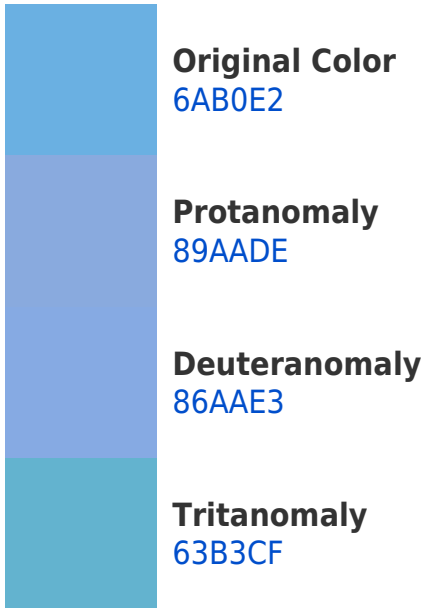 Original Color
6AB0E2
Protanomaly
89AADE
Deuteranomaly
86AAE3
Tritanomaly
63B3CF